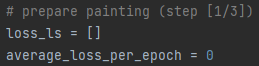 # prepare painting (step [1/3])
loss_ls = []
average_loss_per_epoch = 0